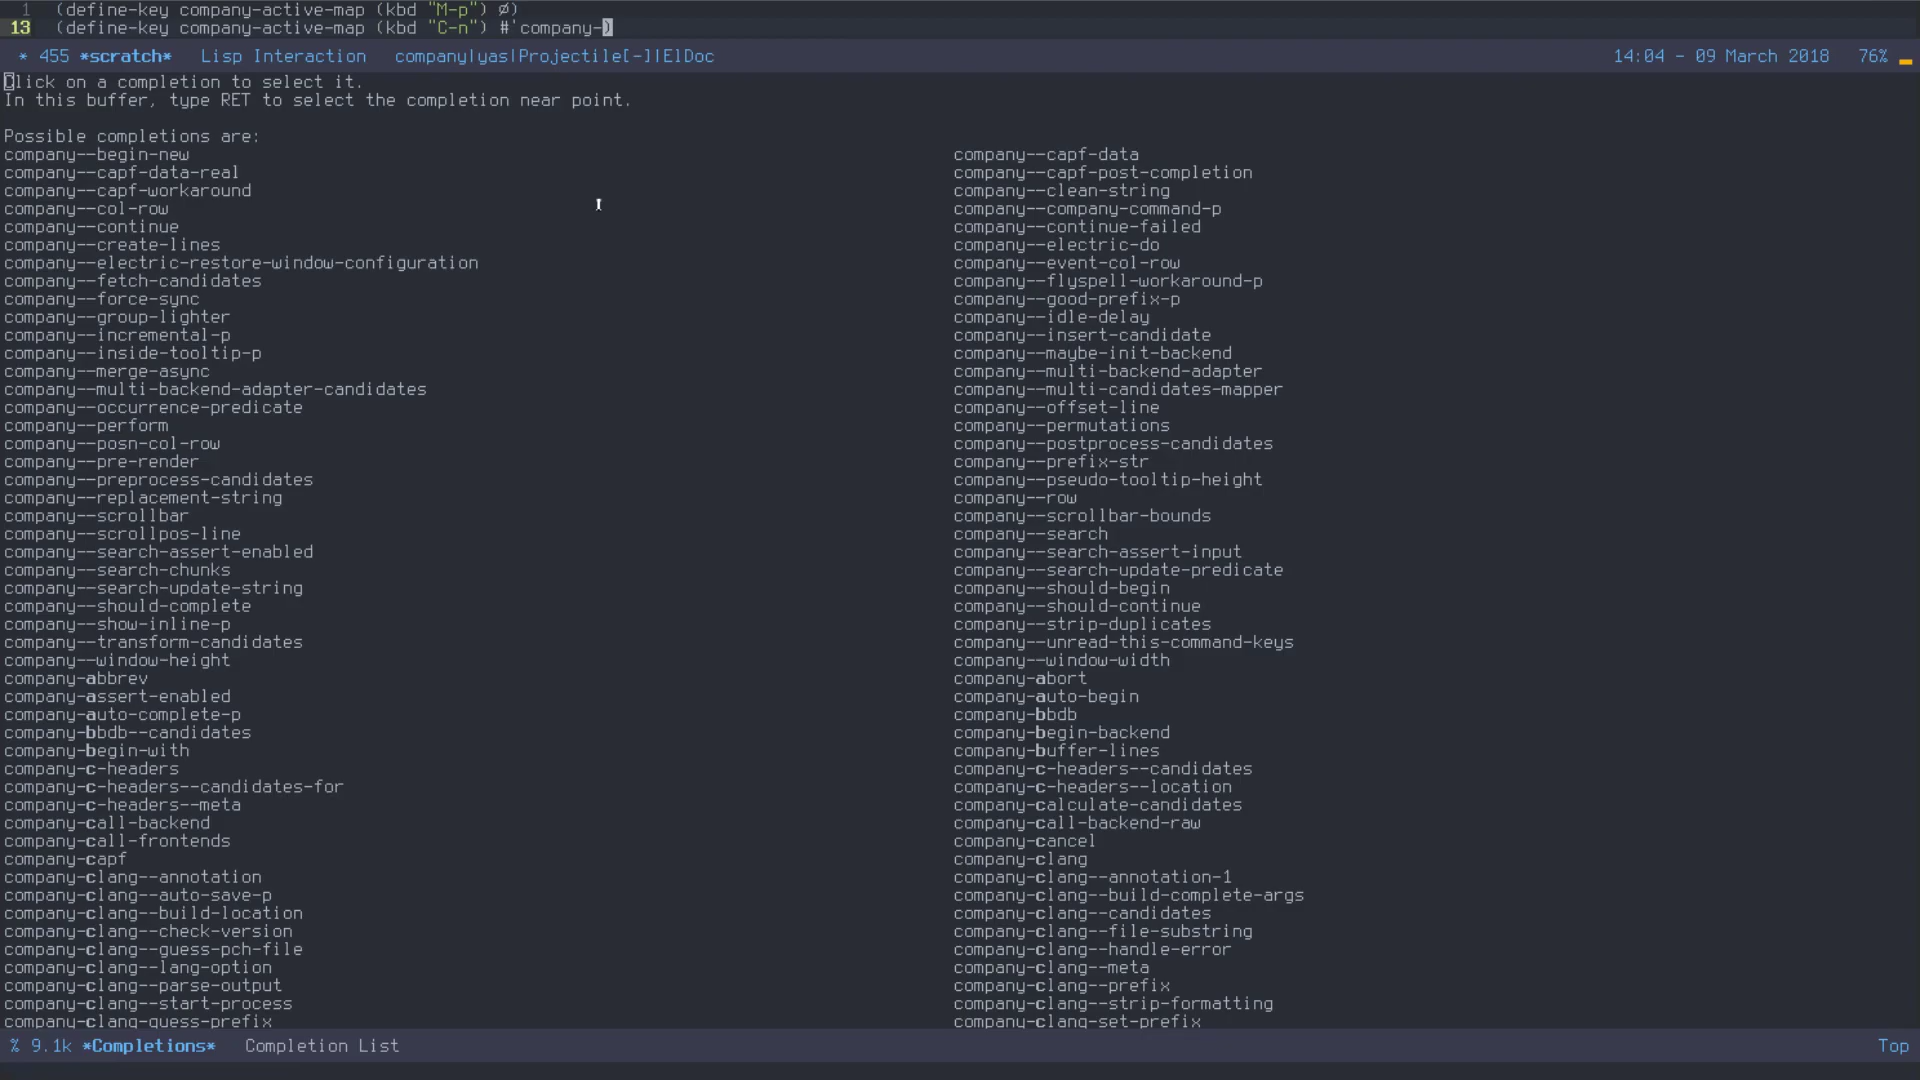 1 (define-key company-active-map (kbd "M-p") ∅)
13 (define-key company-active-map (kbd "C-n") #'company-)
* 455 *scratch* Lisp Interaction company|yas|Projectile[-]|ElDoc 14:04 - 09 March 2018 76%
Click on a completion to select it.
In this buffer, type RET to select the completion near point.
Possible completions are:
company--begin-new company--capf-data
company--capf-data-real company--capf-post-completion
company--capf-workaround company--clean-string
company--col-row company--company-command-p
company--continue company--continue-failed
company--create-lines company--electric-do
company--electric-restore-window-configuration company--event-col-row
company--fetch-candidates company--flyspell-workaround-p
company--force-sync company--good-prefix-p
company--group-lighter company--idle-delay
company--incremental-p company--insert-candidate
company--inside-tooltip-p company--maybe-init-backend
company--merge-async company--multi-backend-adapter
company--multi-backend-adapter-candidates company--multi-candidates-mapper
company--occurrence-predicate company--offset-line
company--perform company--permutations
company--posn-col-row company--postprocess-candidates
company--pre-render company--prefix-str
company--preprocess-candidates company--pseudo-tooltip-height
company--replacement-string company--row
company--scrollbar company--scrollbar-bounds
company--scrollpos-line company--search
company--search-assert-enabled company--search-assert-input
company--search-chunks company--search-update-predicate
company--search-update-string company--should-begin
company--should-complete company--should-continue
company--show-inline-p company--strip-duplicates
company--transform-candidates company--unread-this-command-keys
company--window-height company--window-width
company-abbrev company-abort
company-assert-enabled company-auto-begin
company-auto-complete-p company-bbdb
company-bbdb--candidates company-begin-backend
company-begin-with company-buffer-lines
company-c-headers company-c-headers--candidates
company-c-headers--candidates-for company-c-headers--location
company-c-headers--meta company-calculate-candidates
company-call-backend company-call-backend-raw
company-call-frontends company-cancel
company-capf company-clang
company-clang--annotation company-clang--annotation-1
company-clang--auto-save-p company-clang--build-complete-args
company-clang--build-location company-clang--candidates
company-clang--check-version company-clang--file-substring
company-clang--guess-pch-file company-clang--handle-error
company-clang--lang-option company-clang--meta
company-clang--parse-output company-clang--prefix
company-clang--start-process company-clang--strip-formatting
company-clang-guess-prefix company-clang-set-prefix
% 9.1k *Completions* Completion List Top